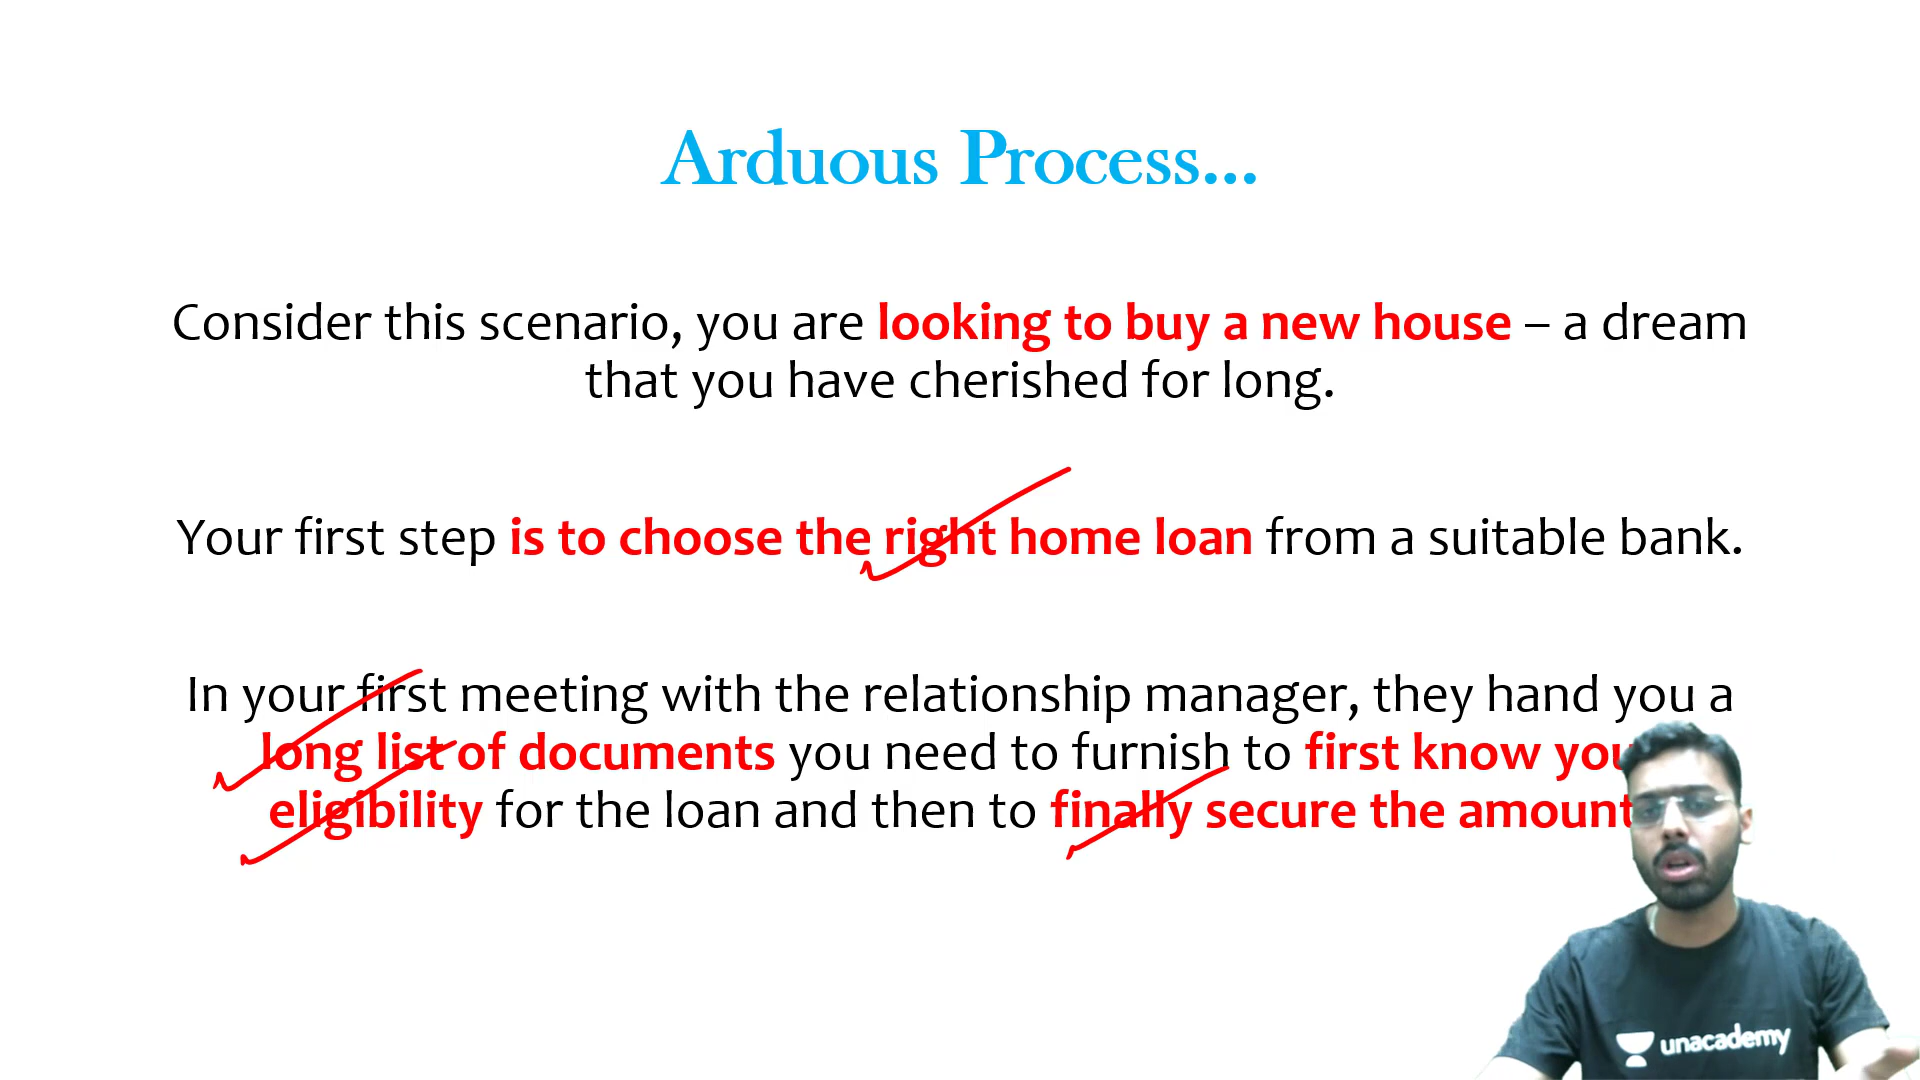 Arduous Process...
Consider this scenario, you are looking to buy a new house – a dream
that you have cherished for long.
Your first step is to choose the right home loan from a suitable bank.
In your first meeting with the relationship manager, they hand you a
long list of documents you need to furnish to first know
eligibility for the loan and then to finally secure the amount
unacademy